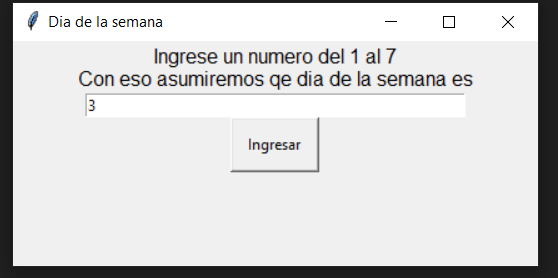 Dia de la semana
Ingrese un numero del 1 al 7
Con eso asumiremos qe dia de la semana es
3
Ingresar